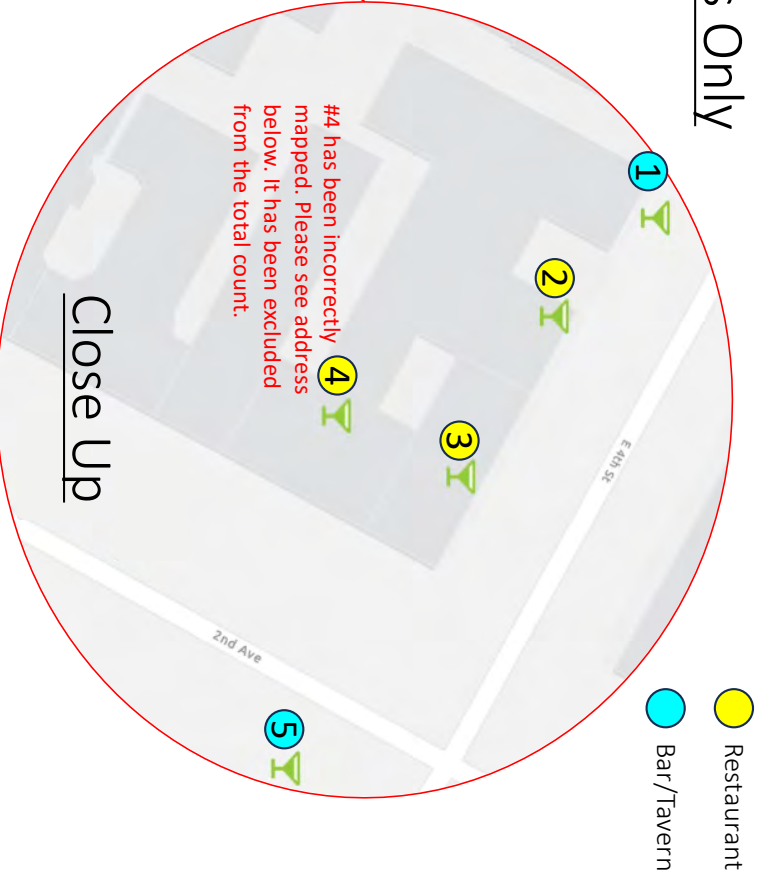 s Only
1
2
3
4
5
#4 has been incorrectly
mapped. Please see address
below. It has been excluded
from the total count.
E 4th St
2nd Ave
Close Up
Restaurant
Bar/Tavern